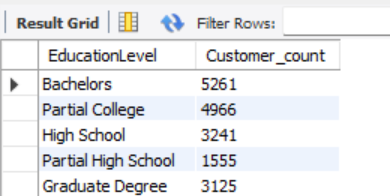 Result Grid Filter Rows:
EducationLevel Customer_count
Bachelors 5261
Partial College 4966
High School 3241
Partial High School 1555
Graduate Degree 3125